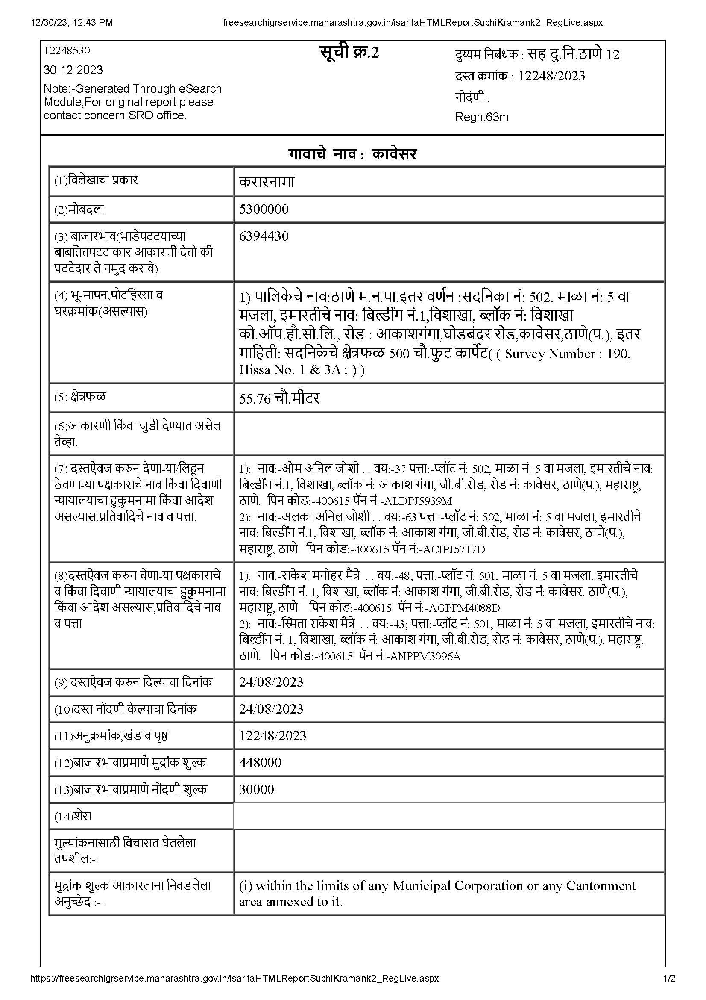 12/30/23, 12:43 PM
freesearchigrservice.maharashtra.gov.in/isaritaHTMLReportSuchiKramank2_RegLive.aspx
12248530
30-12-2023
Note:-Generated Through eSearch
Module,For original report please
contact concern SRO office.
सूची क्र.2
दुय्यम निबंधक : सह दु.नि.ठाणे 12
दस्त क्रमांक : 12248/2023
नोदंणी :
Regn:63m
गावाचे नाव : कावेसर
(1)विलेखाचा प्रकार
करारनामा
(2)मोबदला
5300000
(3) बाजारभाव(भाडेपटटयाच्या
बाबतितपटटाकार आकारणी देतो की
पटटेदार ते नमुद करावे)
6394430
(4) भू-मापन,पोटहिस्सा व
घरक्रमांक(असल्यास)
1) पालिकेचे नाव:ठाणे म.न.पा.इतर वर्णन :सदनिका नं: 502, माळा नं: 5 वा
मजला, इमारतीचे नाव: बिल्डींग नं.1,विशाखा, ब्लॉक नं: विशाखा
को.ऑप.हौ.सो.लि., रोड : आकाशगंगा,घोडबंदर रोड,कावेसर,ठाणे(प.), इतर
माहिती: सदनिकेचे क्षेत्रफळ 500 चौ.फुट कार्पेट( ( Survey Number : 190,
Hissa No. 1 & 3A ; ) )
(5) क्षेत्रफळ
55.76 चौ.मीटर
(6)आकारणी किंवा जुडी देण्यात असेल
तेव्हा.
(7) दस्तऐवज करुन देणा-या/लिहून
ठेवणा-या पक्षकाराचे नाव किंवा दिवाणी
न्यायालयाचा हुकुमनामा किंवा आदेश
असल्यास,प्रतिवादिचे नाव व पत्ता.
1): नाव:-ओम अनिल जोशी . . वय:-37 पत्ता:-प्लॉट नं: 502, माळा नं: 5 वा मजला, इमारतीचे नाव:
बिल्डींग नं.1, विशाखा, ब्लॉक नं: आकाश गंगा, जी.बी.रोड, रोड नं: कावेसर, ठाणे(प.), महाराष्ट्र,
ठाणे. पिन कोड:-400615 पॅन नं:-ALDPJ5939M
2): नाव:-अलका अनिल जोशी . . वय:-63 पत्ता:-प्लॉट नं: 502, माळा नं: 5 वा मजला, इमारतीचे
नाव: बिल्डींग नं.1, विशाखा, ब्लॉक नं: आकाश गंगा, जी.बी.रोड, रोड नं: कावेसर, ठाणे(प.),
महाराष्ट्र, ठाणे. पिन कोड:-400615 पॅन नं:-ACIPJ5717D
(8)दस्तऐवज करुन घेणा-या पक्षकाराचे
व किंवा दिवाणी न्यायालयाचा हुकुमनामा
किंवा आदेश असल्यास,प्रतिवादिचे नाव
व पत्ता
1): नाव:-राकेश मनोहर मैत्रे . . वय:-48; पत्ता:-प्लॉट नं: 501, माळा नं: 5 वा मजला, इमारतीचे
नाव: बिल्डींग नं. 1, विशाखा, ब्लॉक नं: आकाश गंगा, जी.बी.रोड, रोड नं: कावेसर, ठाणे(प.),
महाराष्ट्र, ठाणे. पिन कोड:-400615 पॅन नं:-AGPPM4088D
2): नाव:-स्मिता राकेश मैत्रे . . वय:-43; पत्ता:-प्लॉट नं: 501, माळा नं: 5 वा मजला, इमारतीचे नाव:
बिल्डींग नं. 1, विशाखा, ब्लॉक नं: आकाश गंगा, जी.बी.रोड, रोड नं: कावेसर, ठाणे(प.), महाराष्ट्र,
ठाणे. पिन कोड:-400615 पॅन नं:-ANPPM3096A
(9) दस्तऐवज करुन दिल्याचा दिनांक
24/08/2023
(10)दस्त नोंदणी केल्याचा दिनांक
24/08/2023
(11)अनुक्रमांक,खंड व पृष्ठ
12248/2023
(12)बाजारभावाप्रमाणे मुद्रांक शुल्क
448000
(13)बाजारभावाप्रमाणे नोंदणी शुल्क
30000
(14)शेरा
मुल्यांकनासाठी विचारात घेतलेला
तपशील:-:
मुद्रांक शुल्क आकारताना निवडलेला
अनुच्छेद :- :
(i) within the limits of any Municipal Corporation or any Cantonment
area annexed to it.
https://freesearchigrservice.maharashtra.gov.in/isaritaHTMLReportSuchiKramank2_RegLive.aspx
1/2